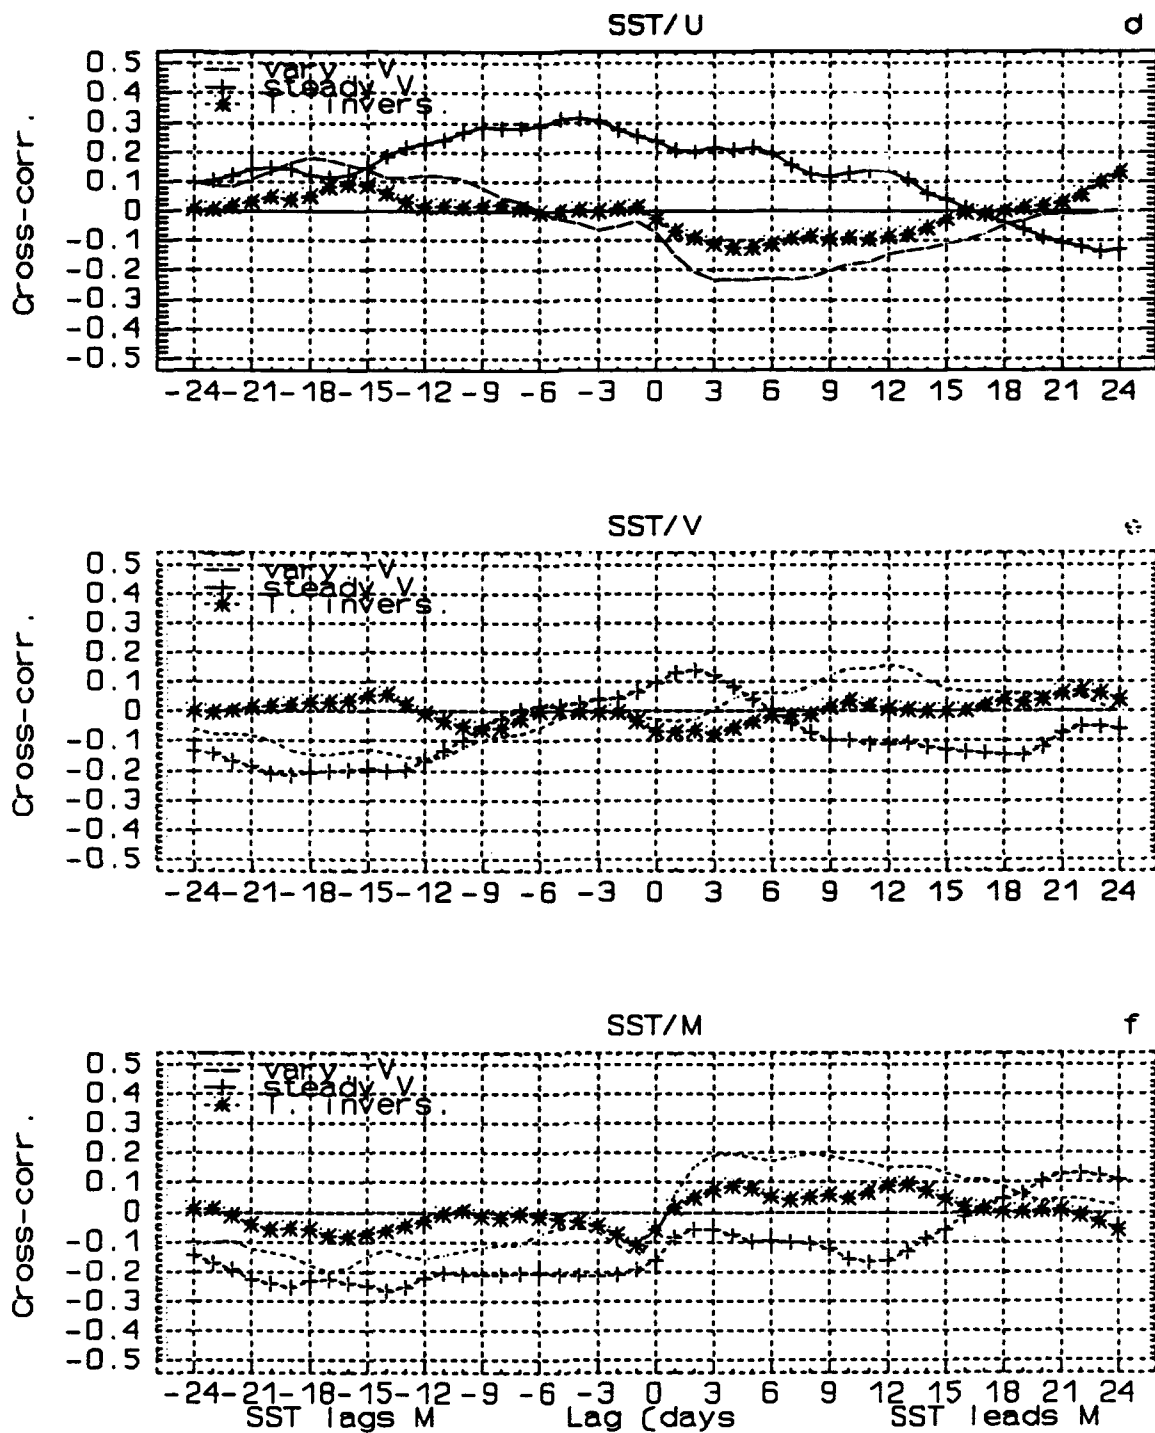 SST/U d
0.5
0.4
0.3
0.2
0.1
0
-0.1
-0.2
-0.3
-0.4
-0.5
Cross-corr.
vary V
steady V
T. invers.
-24-21-18-15-12 -9 -6 -3 0 3 6 9 12 15 18 21 24
SST/V e
0.5
0.4
0.3
0.2
0.1
0
-0.1
-0.2
-0.3
-0.4
-0.5
Cross-corr.
vary V
steady V
T. invers.
-24-21-18-15-12 -9 -6 -3 0 3 6 9 12 15 18 21 24
SST/M f
0.5
0.4
0.3
0.2
0.1
0
-0.1
-0.2
-0.3
-0.4
-0.5
Cross-corr.
vary V
steady V
T. invers.
-24-21-18-15-12 -9 -6 -3 0 3 6 9 12 15 18 21 24
SST lags M Lag (days SST leads M